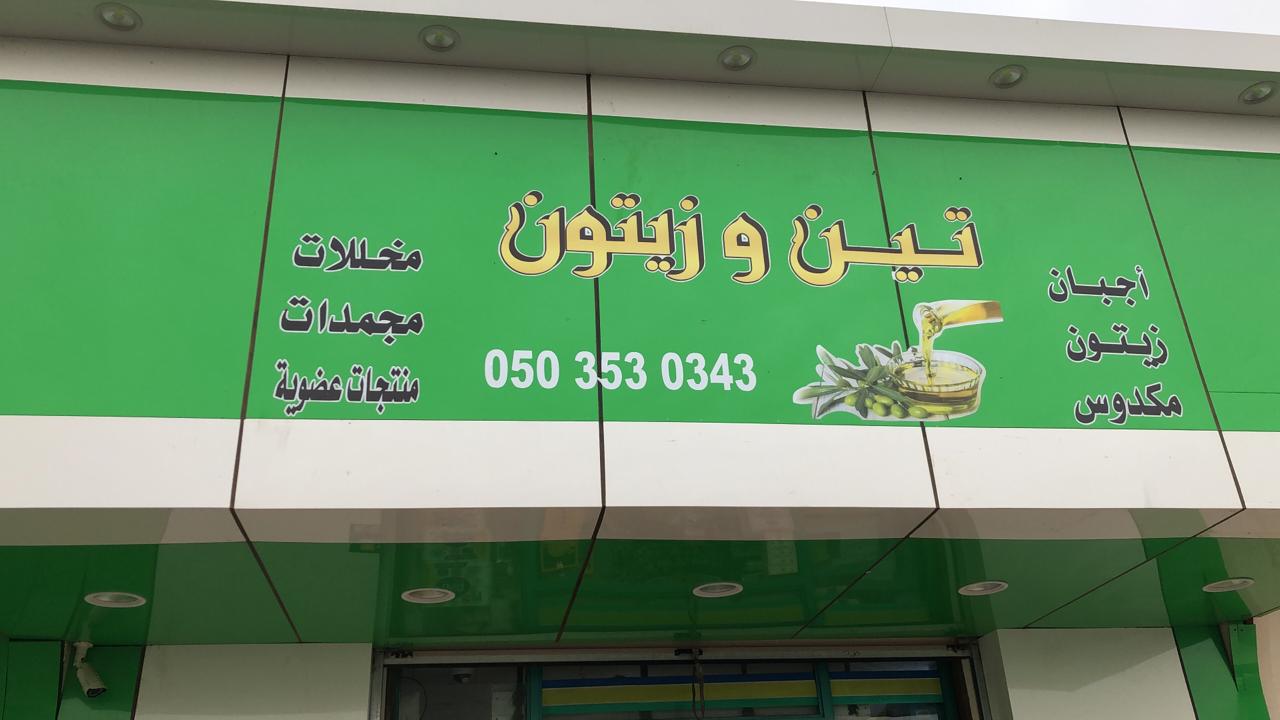 تين و زيتون
أجبان
زيتون
مكدوس
050 353 0343
مخللات
مجمدات
منتجات عضوية